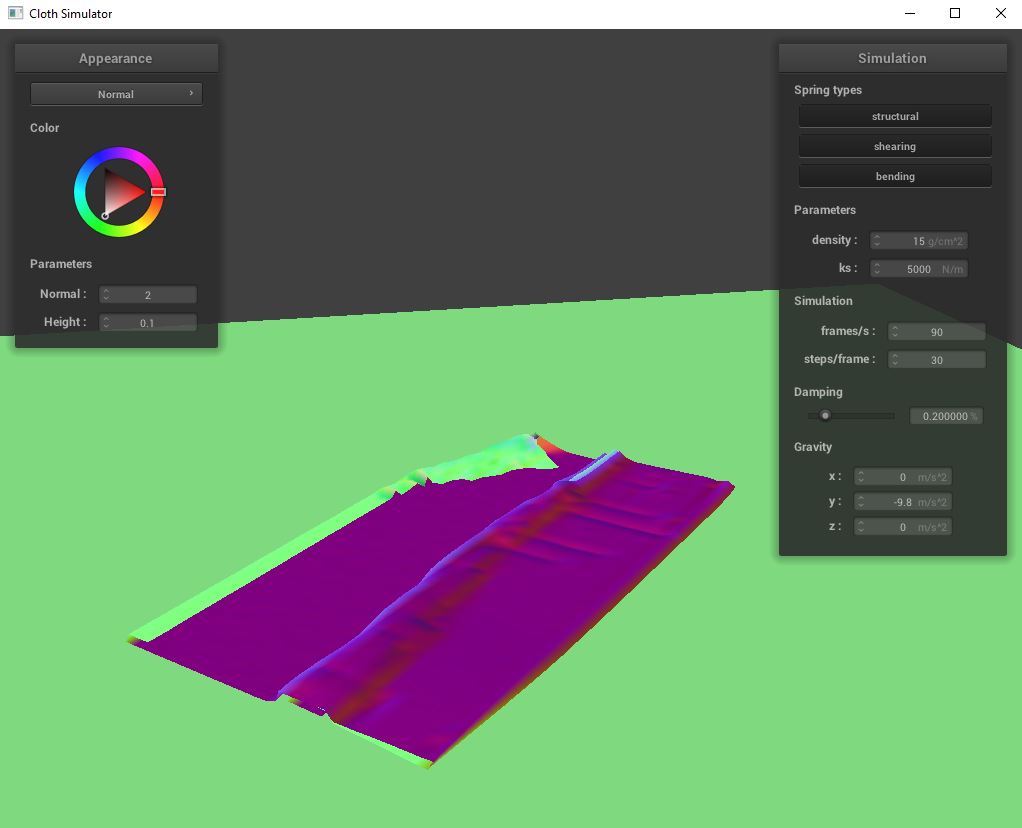 Cloth Simulator
Appearance
Normal
Color
Parameters
Normal : 2
Height : 0.1
Simulation
Spring types
structural
shearing
bending
Parameters
density : 15 g/cm^2
ks : 5000 N/m
Simulation
frames/s : 90
steps/frame : 30
Damping
0.200000 %
Gravity
x : 0 m/s^2
y : -9.8 m/s^2
z : 0 m/s^2